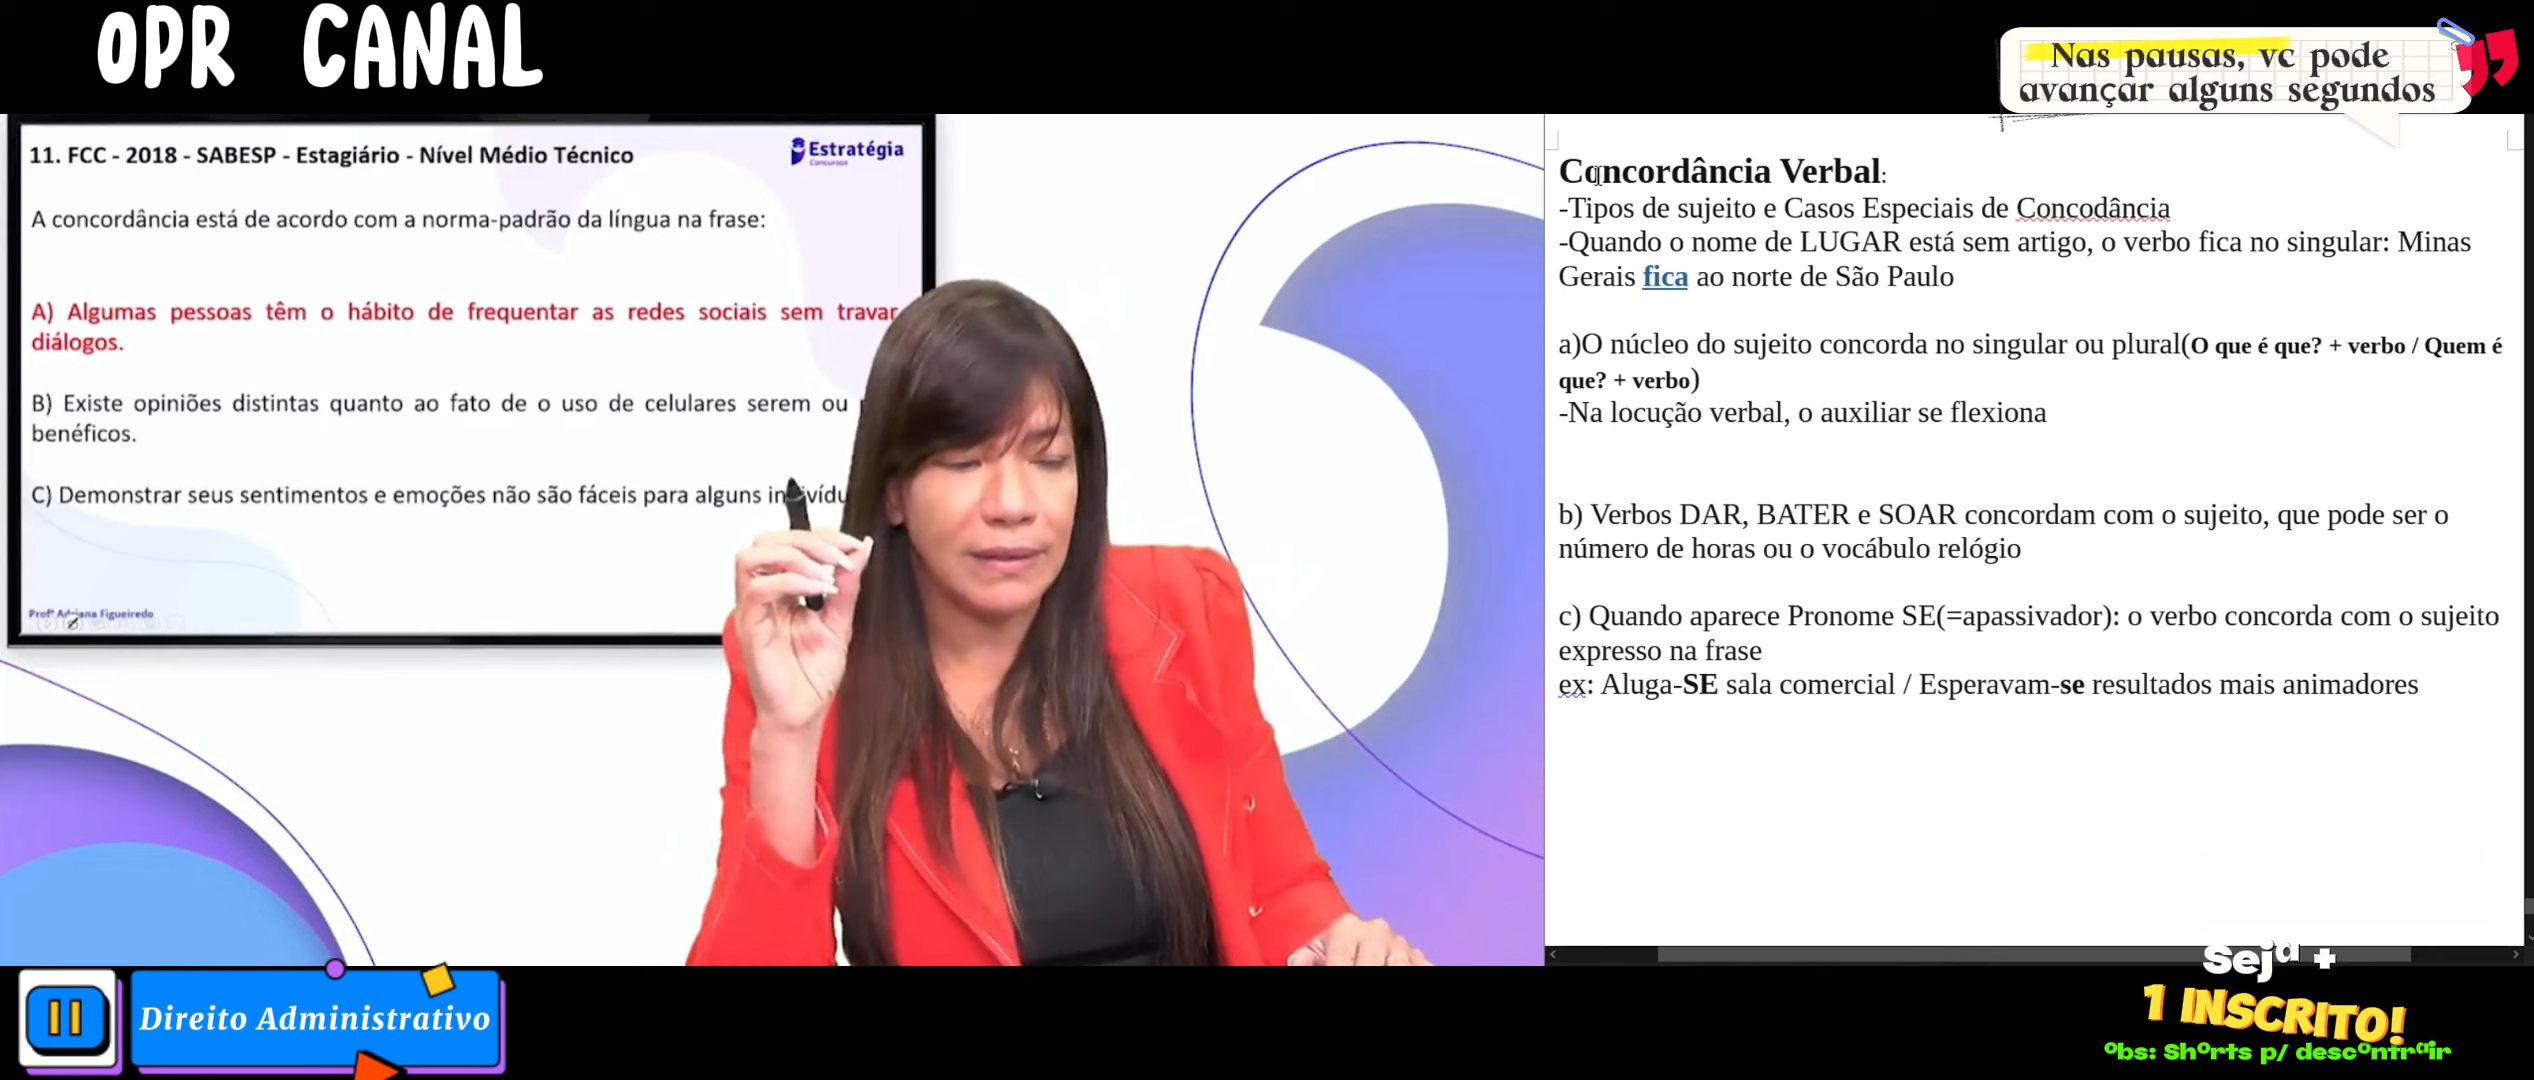 OPR CANAL
Nas pausas, vc pode
avançar alguns segundos
11. FCC - 2018 - SABESP - Estagiário - Nível Médio Técnico
Estratégia
Concursos
A concordância está de acordo com a norma-padrão da língua na frase:
A) Algumas pessoas têm o hábito de frequentar as redes sociais sem travar
diálogos.
B) Existe opiniões distintas quanto ao fato de o uso de celulares serem ou
benéficos.
C) Demonstrar seus sentimentos e emoções não são fáceis para alguns
Profª Adriana Figueiredo
Concordância Verbal:
-Tipos de sujeito e Casos Especiais de Concodância
-Quando o nome de LUGAR está sem artigo, o verbo fica no singular: Minas
Gerais fica ao norte de São Paulo
a)O núcleo do sujeito concorda no singular ou plural(O que é que? + verbo / Quem é
que? + verbo)
-Na locução verbal, o auxiliar se flexiona
b) Verbos DAR, BATER e SOAR concordam com o sujeito, que pode ser o
número de horas ou o vocábulo relógio
c) Quando aparece Pronome SE(=apassivador): o verbo concorda com o sujeito
expresso na frase
ex: Aluga-SE sala comercial / Esperavam-se resultados mais animadores
Direito Administrativo
Seja +
1 INSCRITO!
obs: Shorts p/ descontrair